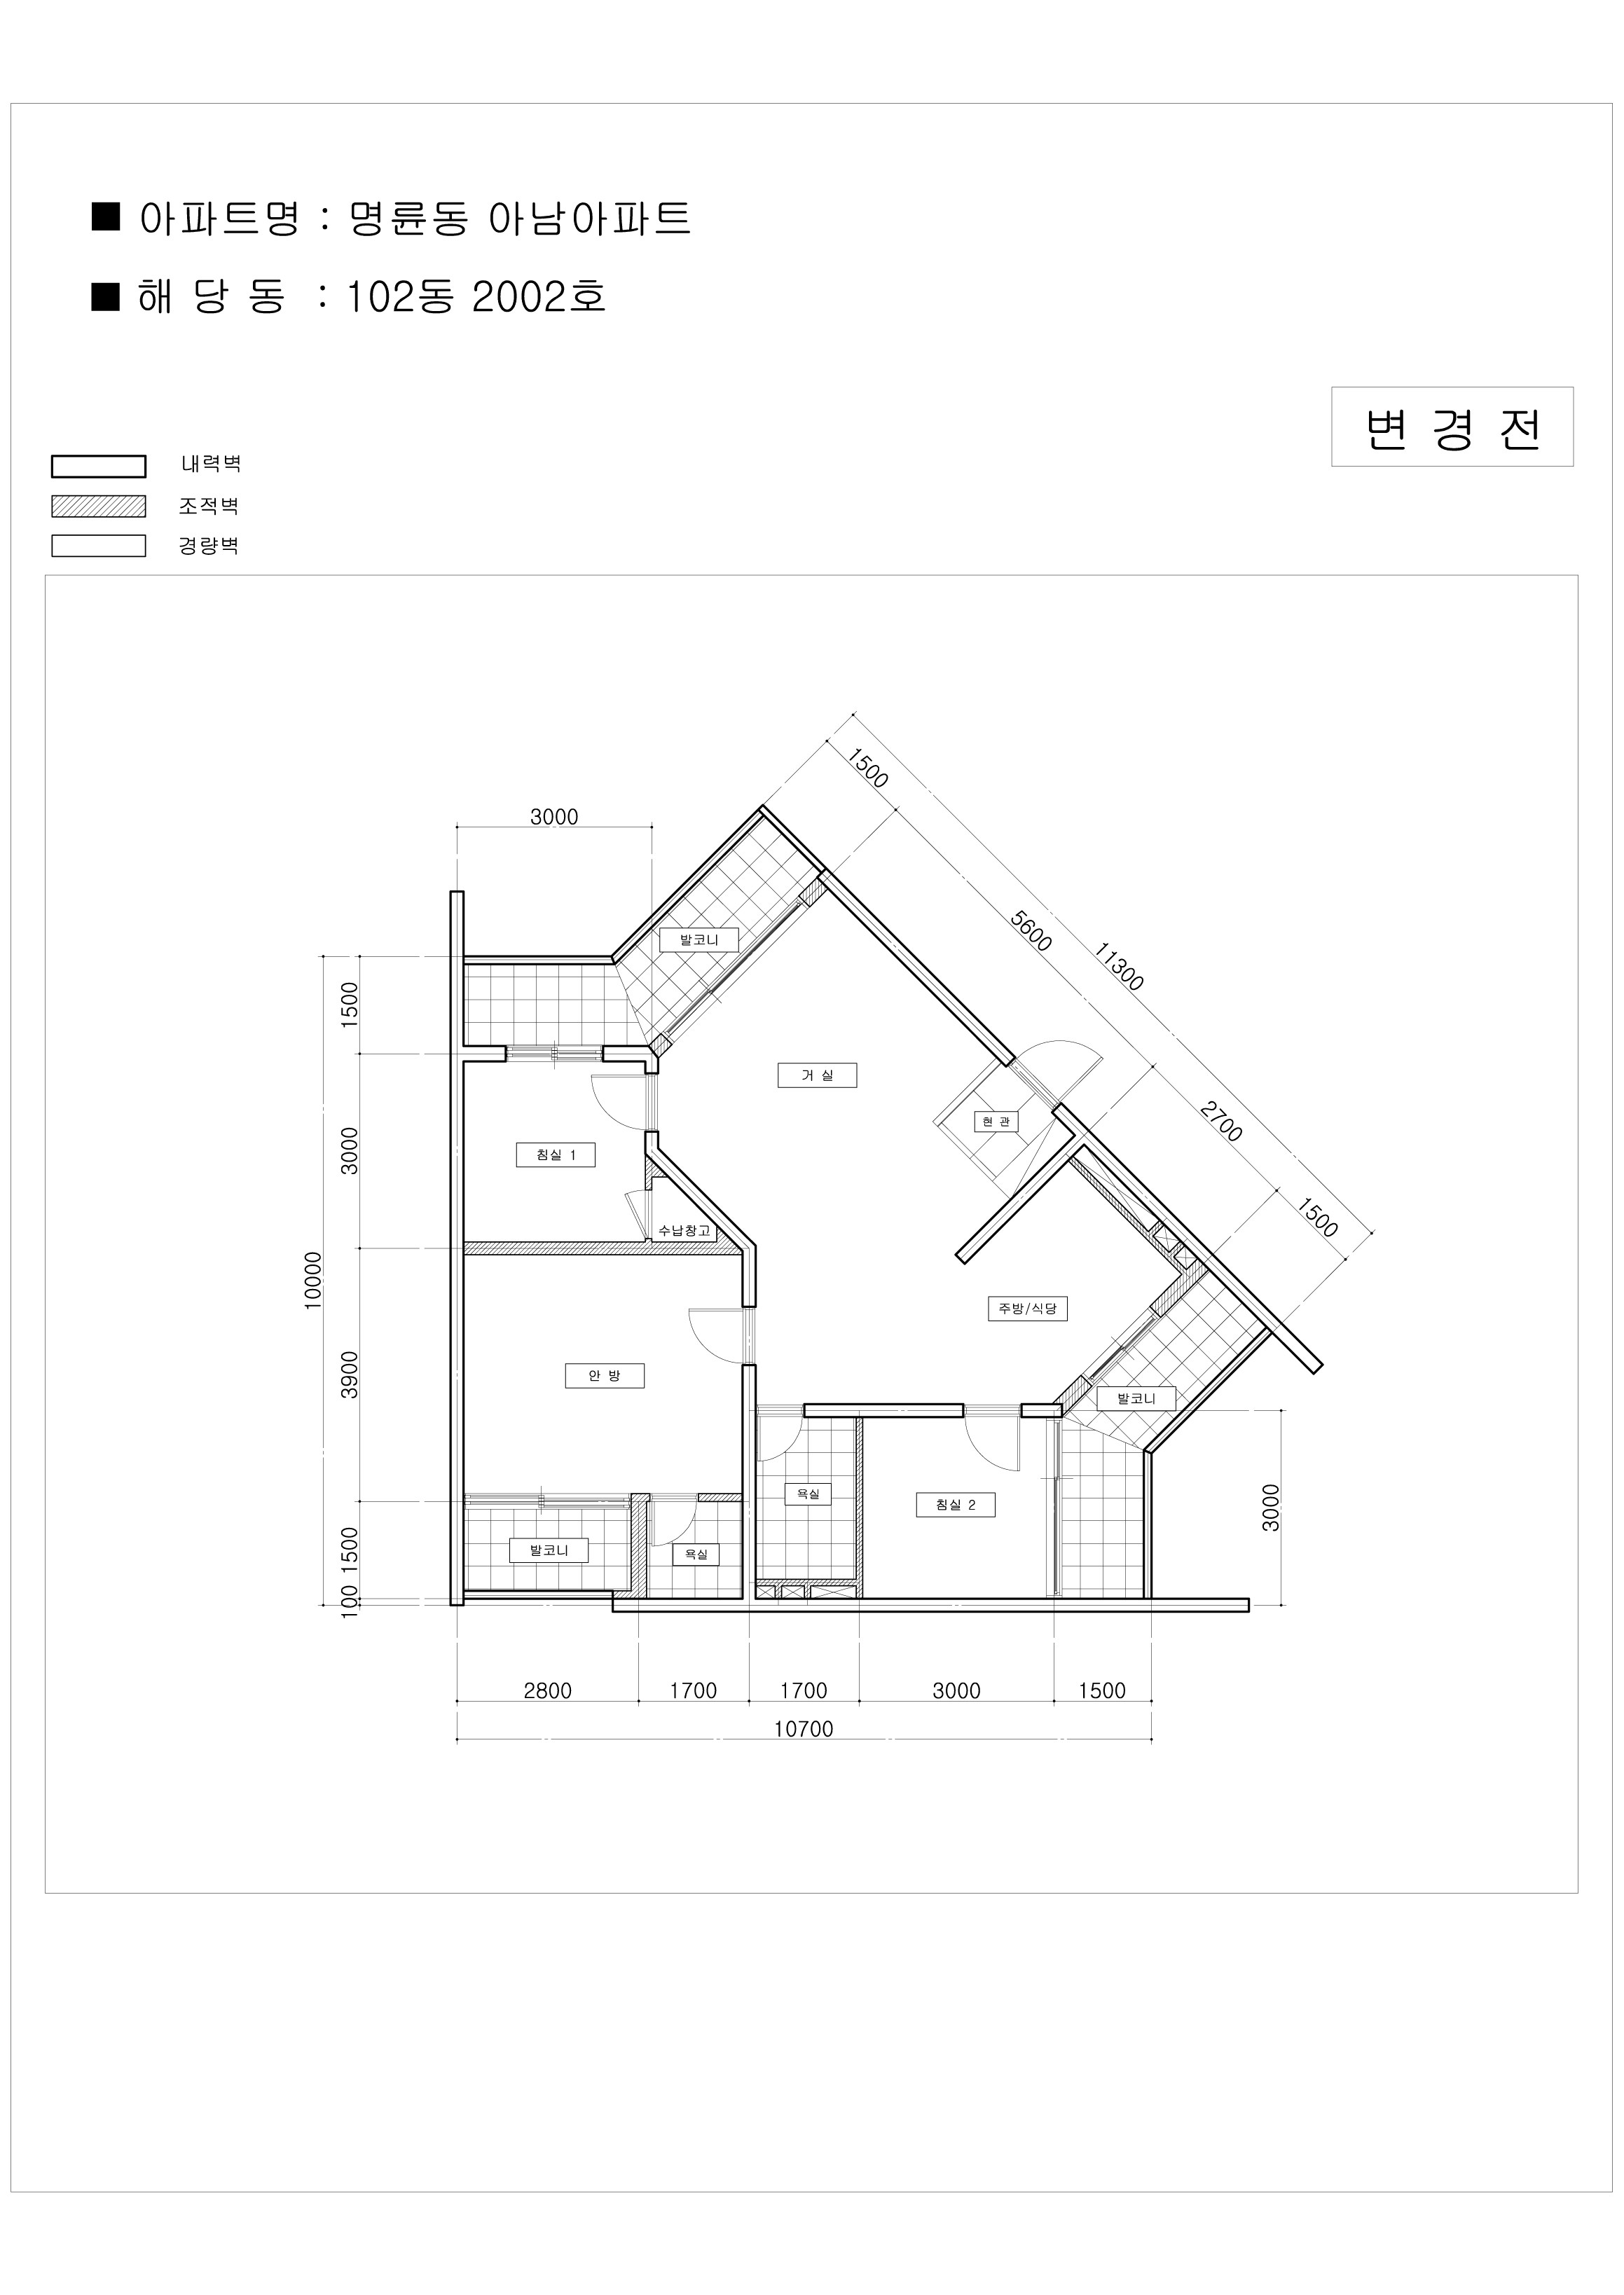 ■ 아파트명 : 명륜동 아남아파트
■ 해 당 동 : 102동 2002호
변 경 전
내력벽
조적벽
경량벽
1500
3000
5600
11300
발코니
1500
거 실
2700
현 관
3000
침실 1
1500
수납창고
10000
주방/식당
3900
안 방
발코니
욕실
침실 2
3000
1500
발코니
욕실
100
2800
1700
1700
3000
1500
10700